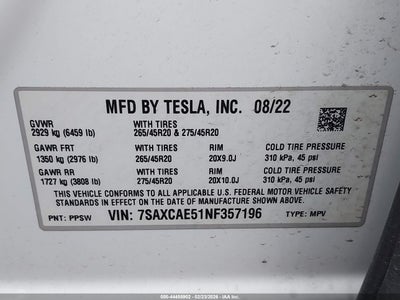 MFD BY TESLA, INC. 08/22
GVWR WITH TIRES
2929 kg (6459 lb) 265/45R20 & 275/45R20
GAWR FRT WITH TIRES RIM COLD TIRE PRESSURE
1350 kg (2976 lb) 265/45R20 20X9.0J 310 kPa, 45 psi
GAWR RR WITH TIRES RIM COLD TIRE PRESSURE
1727 kg (3808 lb) 275/45R20 20X10.0J 310 kPa, 45 psi
THIS VEHICLE CONFORMS TO ALL APPLICABLE U.S. FEDERAL MOTOR VEHICLE SAFETY
STANDARDS IN EFFECT ON THE DATE OF MANUFACTURE SHOWN ABOVE.
PNT: PPSW VIN: 7SAXCAE51NF357196 TYPE: MPV